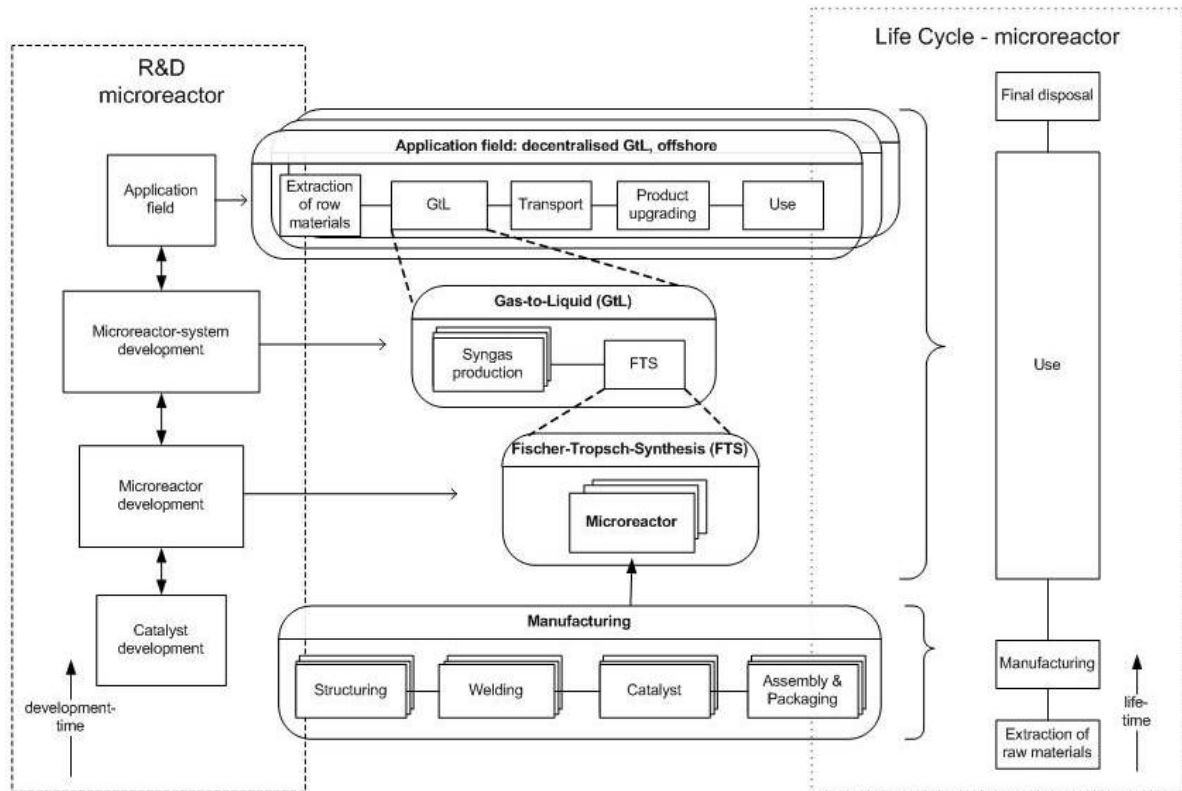 R&D
microreactor
Application
field
Microreactor-system
development
Microreactor
development
Catalyst
development
development-
time
Application field: decentralised GtL, offshore
Extraction
of row
materials
GtL
Transport
Product
upgrading
Use
Gas-to-Liquid (GtL)
Syngas
production
FTS
Fischer-Tropsch-Synthesis (FTS)
Microreactor
Manufacturing
Structuring
Welding
Catalyst
Assembly &
Packaging
Life Cycle - microreactor
Final disposal
Use
Manufacturing
Extraction of
raw materials
life-
time